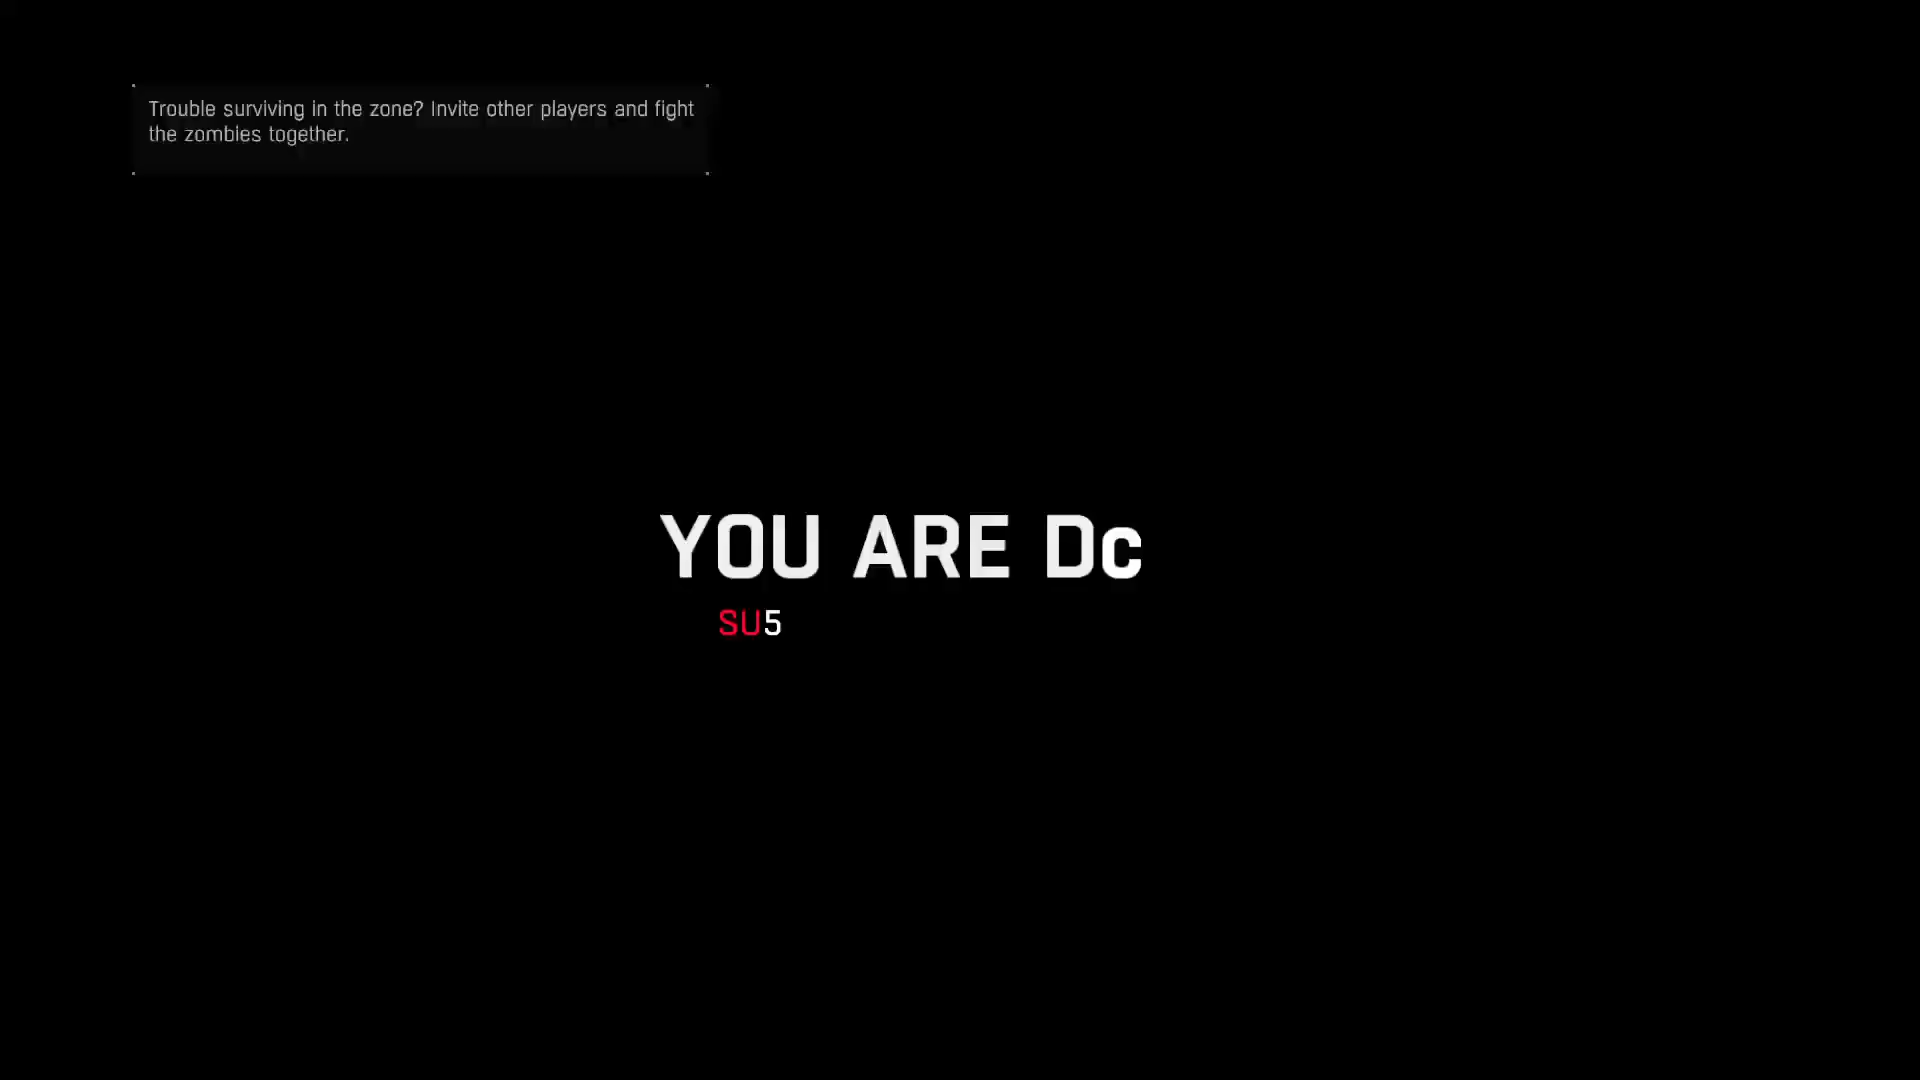 Trouble surviving in the zone? Invite other players and fight
the zombies together.
YOU ARE Dc
SU5